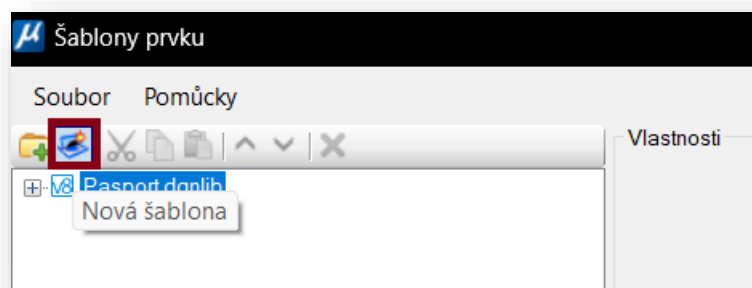 Šablony prvku
Soubor Pomůcky
Vlastnosti
Pasport.dgnlib
Nová šablona